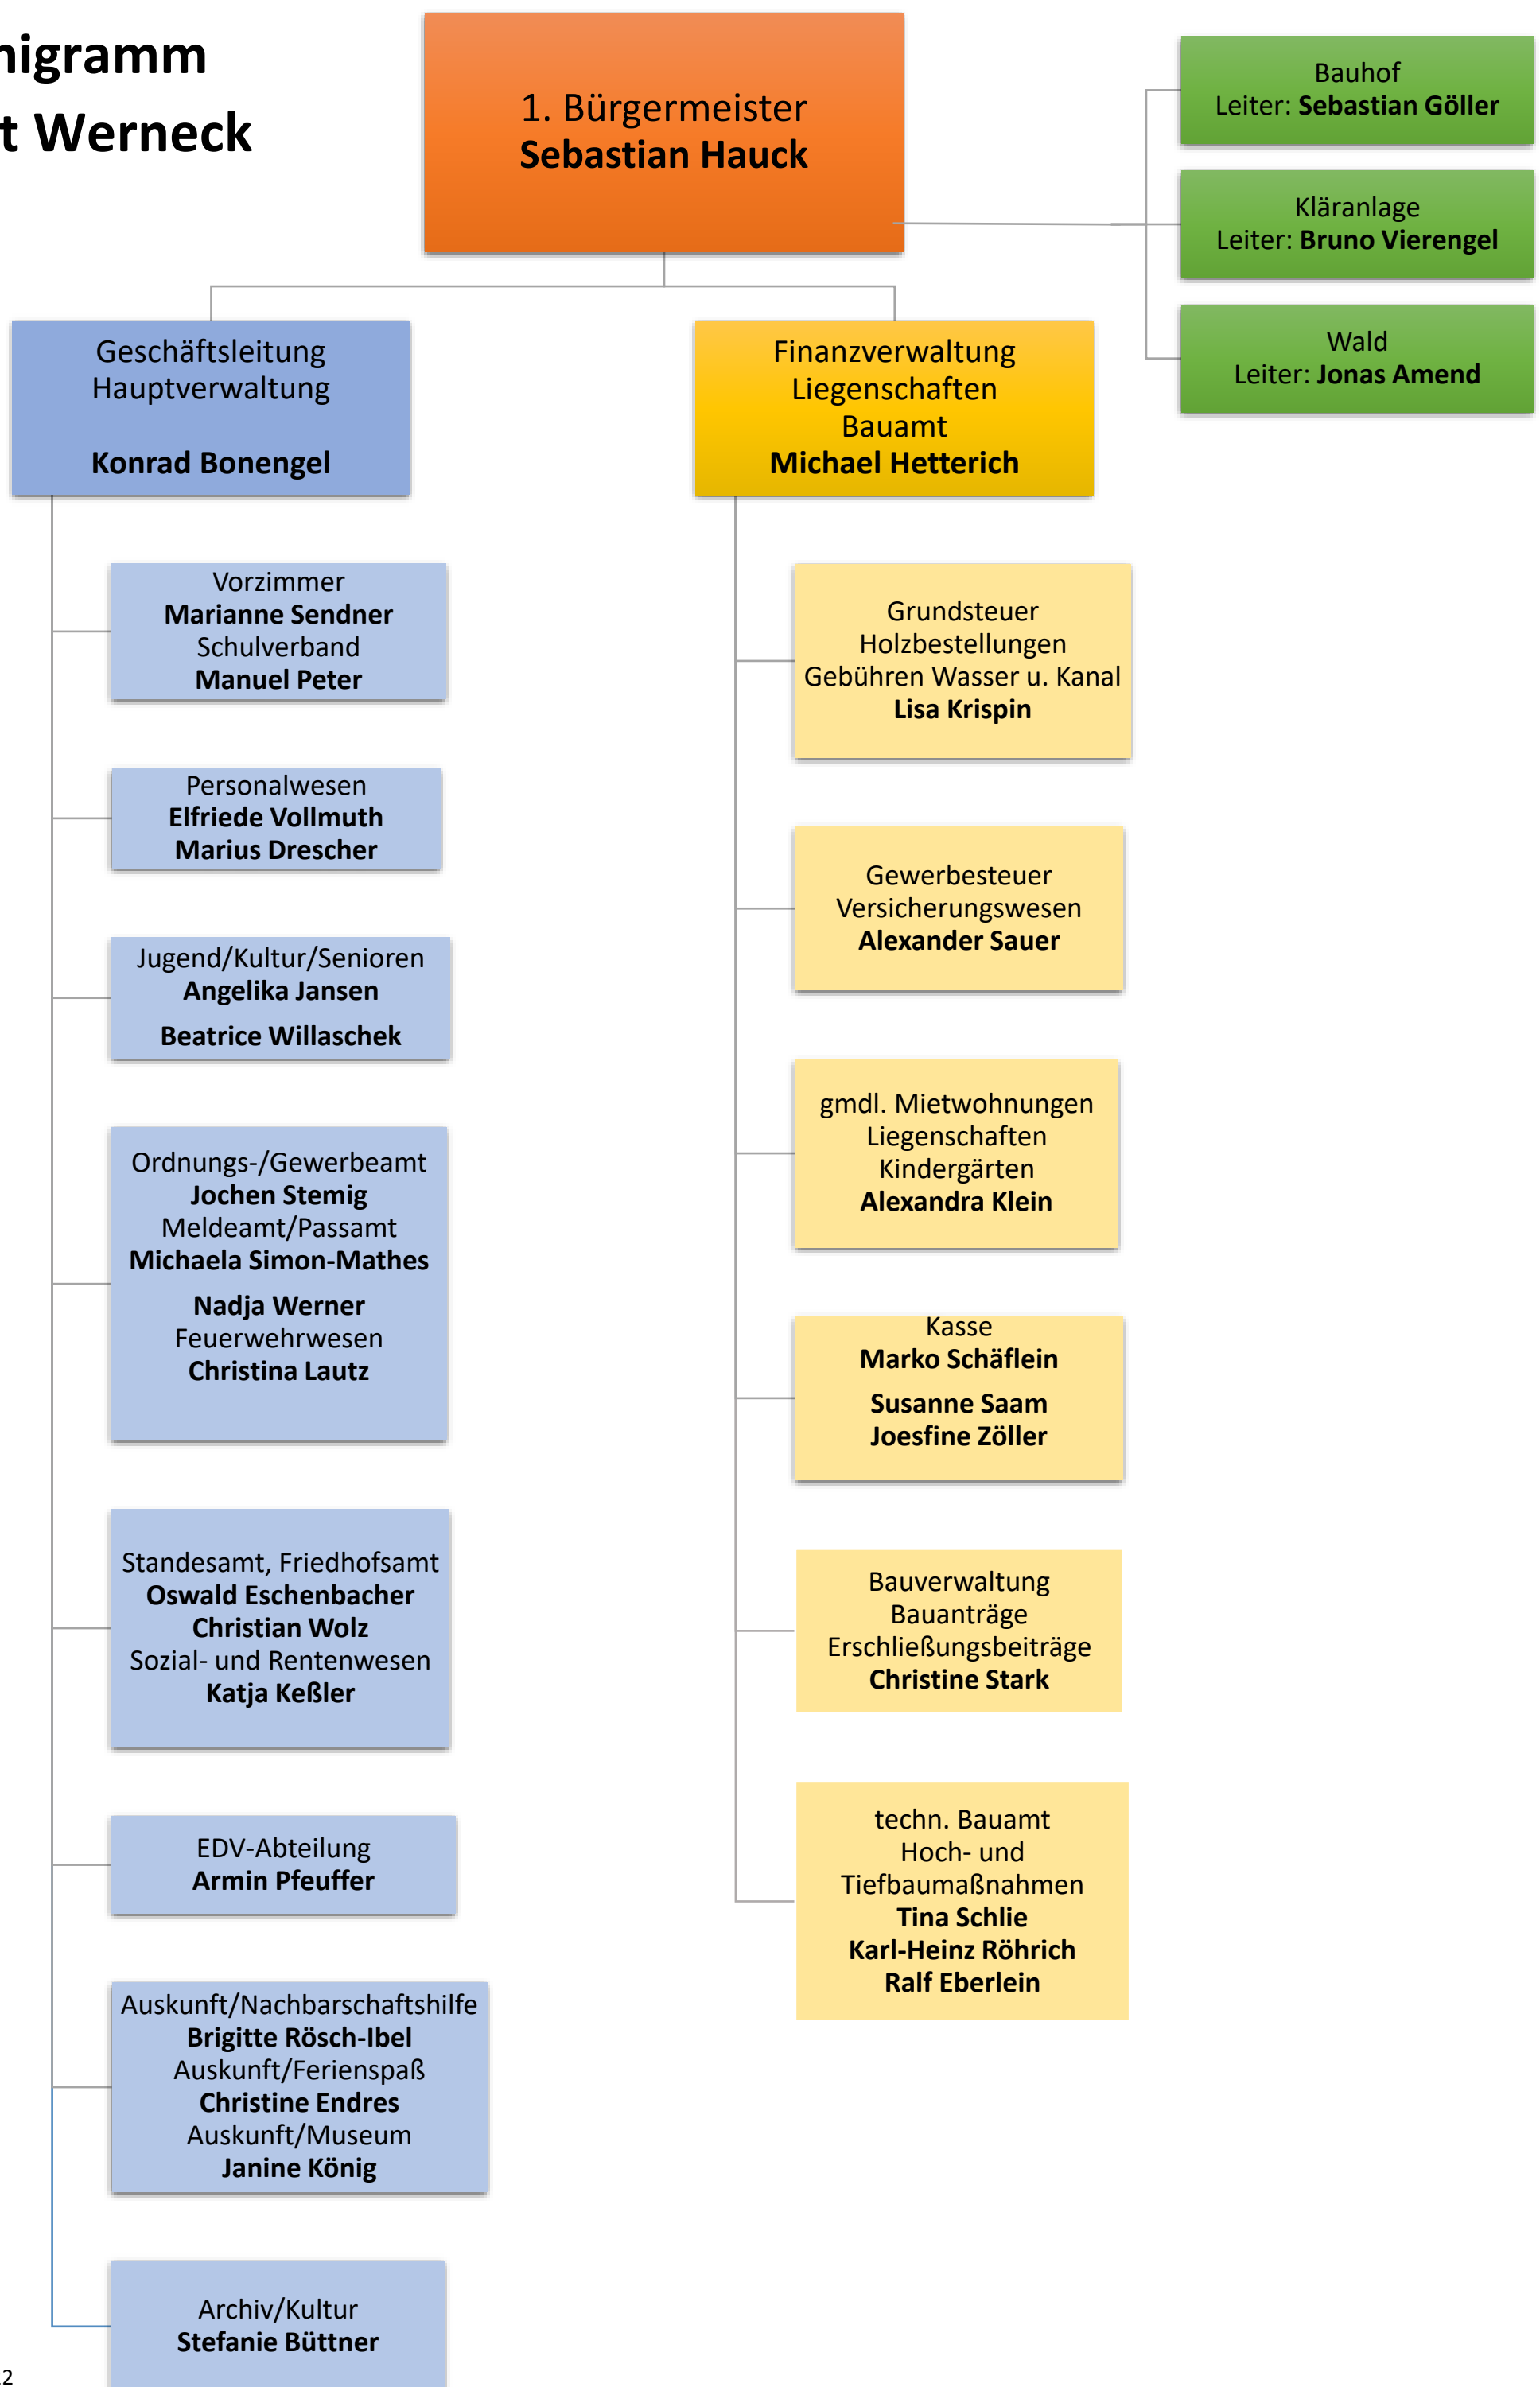 nigramm
t Werneck
1. Bürgermeister
Sebastian Hauck
Bauhof
Leiter: Sebastian Göller
Kläranlage
Leiter: Bruno Vierengel
Wald
Leiter: Jonas Amend
Geschäftsleitung
Hauptverwaltung
Konrad Bonengel
Finanzverwaltung
Liegenschaften
Bauamt
Michael Hetterich
Vorzimmer
Marianne Sendner
Schulverband
Manuel Peter
Personalwesen
Elfriede Vollmuth
Marius Drescher
Jugend/Kultur/Senioren
Angelika Jansen
Beatrice Willaschek
Ordnungs-/Gewerbeamt
Jochen Stemig
Meldeamt/Passamt
Michaela Simon-Mathes
Nadja Werner
Feuerwehrwesen
Christina Lautz
Standesamt, Friedhofsamt
Oswald Eschenbacher
Christian Wolz
Sozial- und Rentenwesen
Katja Keßler
EDV-Abteilung
Armin Pfeuffer
Auskunft/Nachbarschaftshilfe
Brigitte Rösch-Ibel
Auskunft/Ferienspaß
Christine Endres
Auskunft/Museum
Janine König
Archiv/Kultur
Stefanie Büttner
Grundsteuer
Holzbestellungen
Gebühren Wasser u. Kanal
Lisa Krispin
Gewerbesteuer
Versicherungswesen
Alexander Sauer
gmdl. Mietwohnungen
Liegenschaften
Kindergärten
Alexandra Klein
Kasse
Marko Schäflein
Susanne Saam
Joesfine Zöller
Bauverwaltung
Bauanträge
Erschließungsbeiträge
Christine Stark
techn. Bauamt
Hoch- und
Tiefbaumaßnahmen
Tina Schlie
Karl-Heinz Röhrich
Ralf Eberlein
2